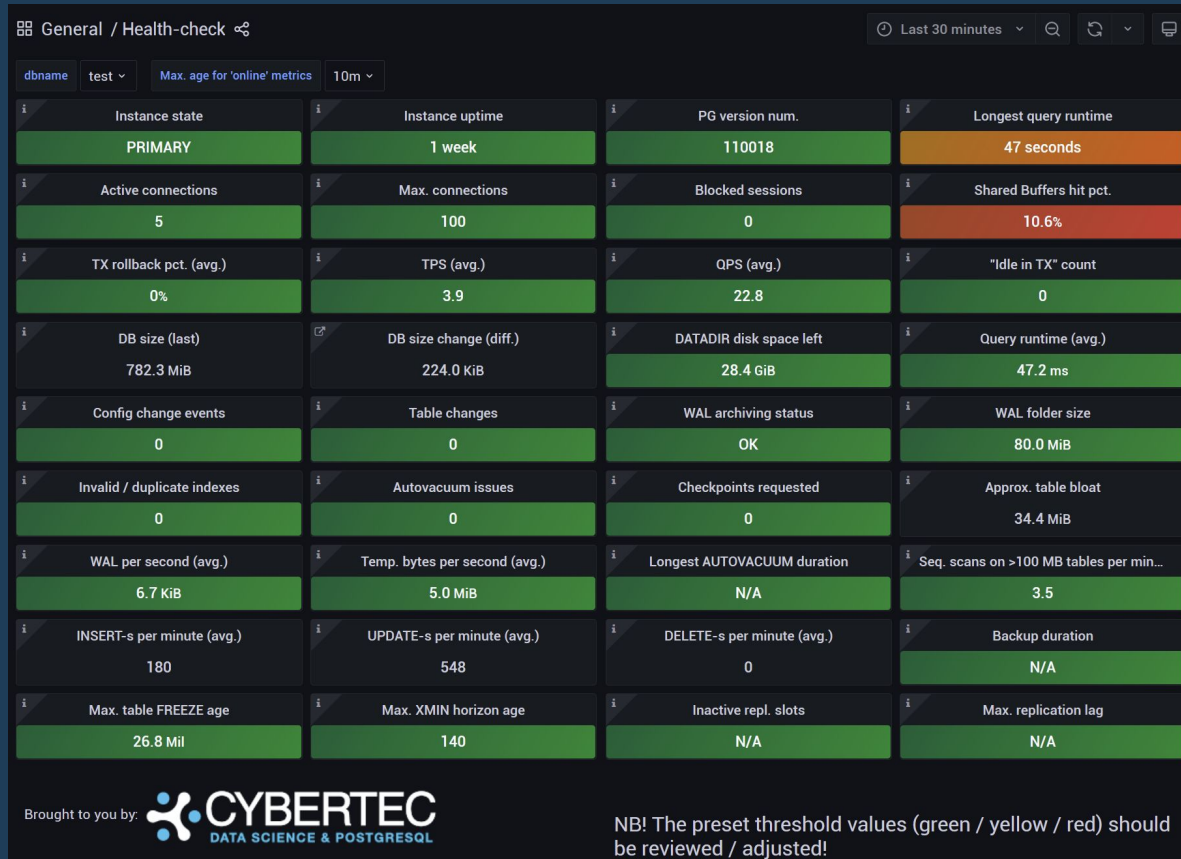 General / Health-check
Last 30 minutes
dbname test Max. age for 'online' metrics 10m
Instance state Instance uptime PG version num. Longest query runtime
PRIMARY 1 week 110018 47 seconds
Active connections Max. connections Blocked sessions Shared Buffers hit pct.
5 100 0 10.6%
TX rollback pct. (avg.) TPS (avg.) QPS (avg.) "Idle in TX" count
0% 3.9 22.8 0
DB size (last) DB size change (diff.) DATADIR disk space left Query runtime (avg.)
782.3 MiB 224.0 KiB 28.4 GiB 47.2 ms
Config change events Table changes WAL archiving status WAL folder size
0 0 OK 80.0 MiB
Invalid / duplicate indexes Autovacuum issues Checkpoints requested Approx. table bloat
0 0 0 34.4 MiB
WAL per second (avg.) Temp. bytes per second (avg.) Longest AUTOVACUUM duration Seq. scans on >100 MB tables per min...
6.7 KiB 5.0 MiB N/A 3.5
INSERT-s per minute (avg.) UPDATE-s per minute (avg.) DELETE-s per minute (avg.) Backup duration
180 548 0 N/A
Max. table FREEZE age Max. XMIN horizon age Inactive repl. slots Max. replication lag
26.8 Mil 140 N/A N/A
Brought to you by: CYBERTEC
DATA SCIENCE & POSTGRESQL
NB! The preset threshold values (green / yellow / red) should
be reviewed / adjusted!